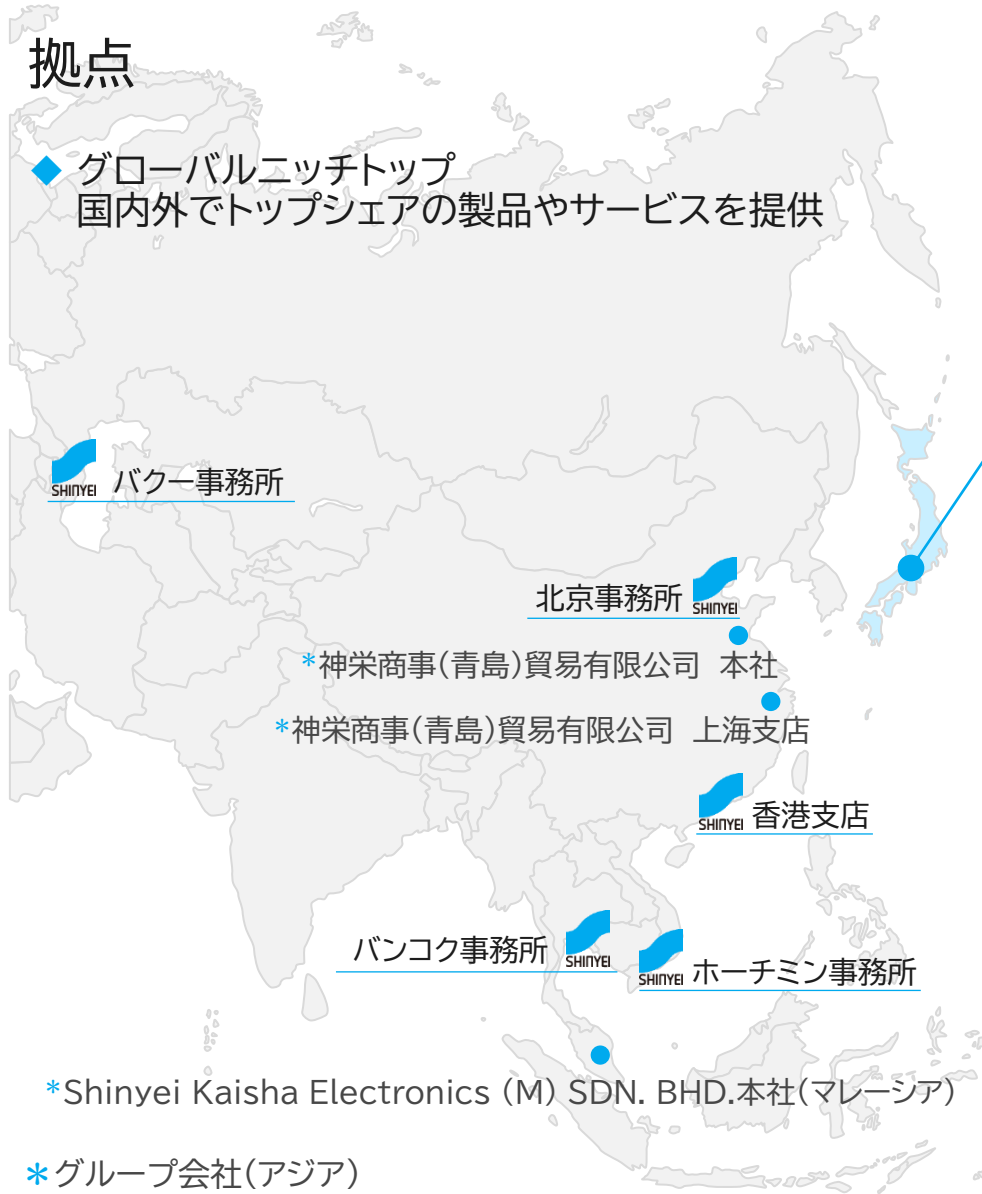 拠点
◆ グローバルニッチトップ
国内外でトップシェアの製品やサービスを提供
SHINYEI バクー事務所
北京事務所 SHINYEI
*神栄商事(青島)貿易有限公司 本社
*神栄商事(青島)貿易有限公司 上海支店
SHINYEI 香港支店
バンコク事務所 SHINYEI
SHINYEI ホーチミン事務所
*Shinyei Kaisha Electronics (M) SDN. BHD.本社(マレーシア)
*グループ会社(アジア)